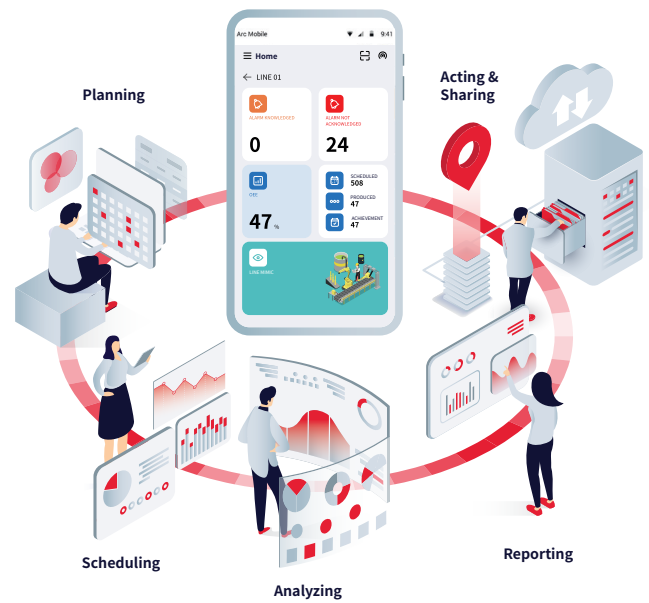 Arc Mobile
9:41
Home
LINE 01
ALARM KNOWLEDGED
0
ALARM NOT
ACKNOWLEDGED
24
OEE
47 %
SCHEDULED
508
PRODUCED
47
ACHIEVEMENT
47
LINE MIMIC
Planning
Acting &
Sharing
Scheduling
Analyzing
Reporting